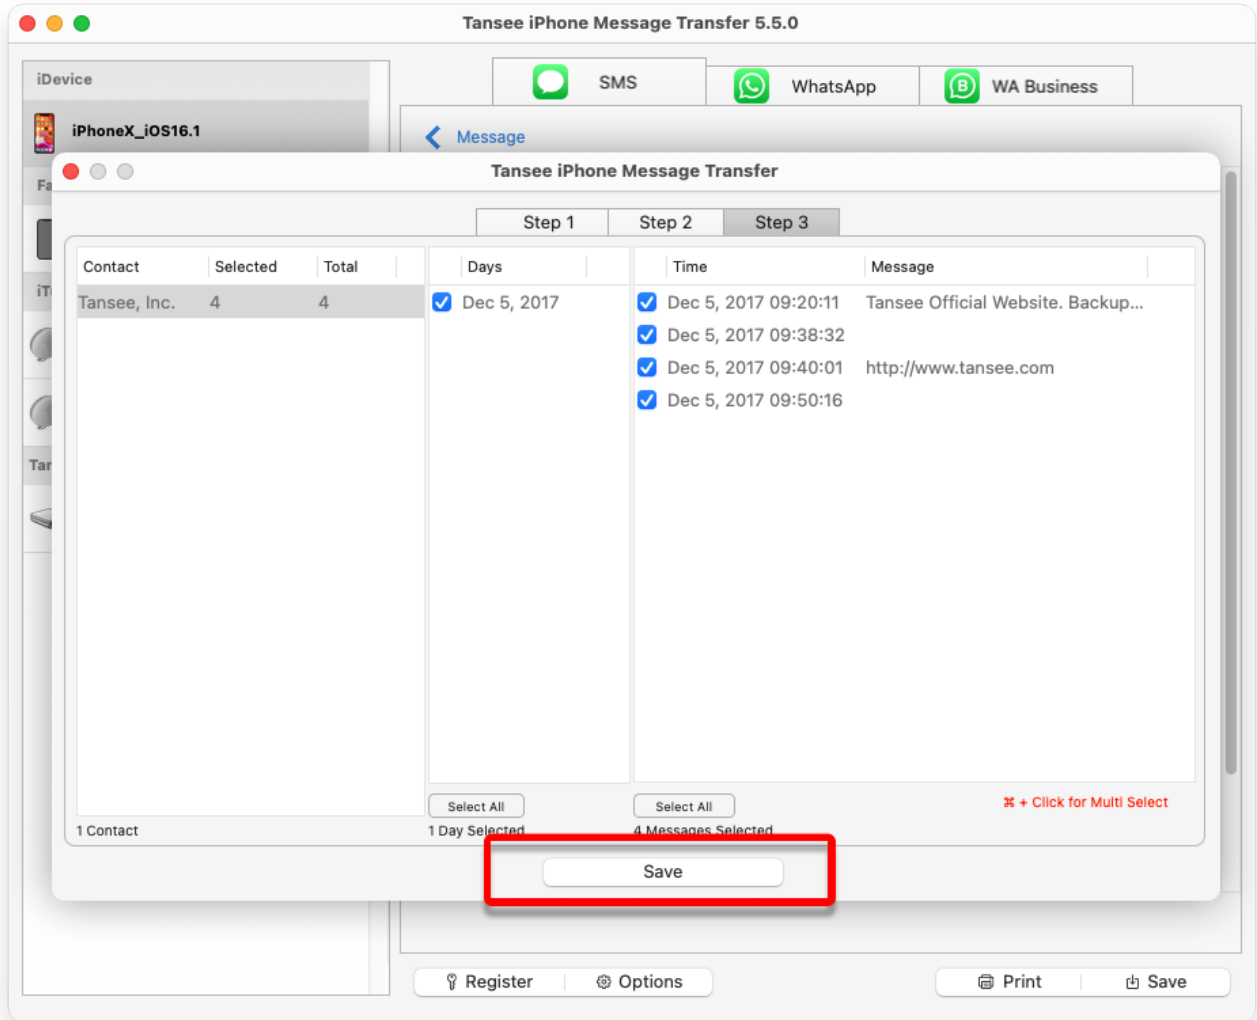 Tansee iPhone Message Transfer 5.5.0
iDevice
SMS
WhatsApp
WA Business
iPhoneX_iOS16.1
Message
Tansee iPhone Message Transfer
Fa
Step 1
Step 2
Step 3
Contact
Selected
Total
Days
Time
Message
iTu
Tansee, Inc.
4
4
Dec 5, 2017
Dec 5, 2017 09:20:11
Tansee Official Website. Backup...
Dec 5, 2017 09:38:32
Dec 5, 2017 09:40:01
http://www.tansee.com
Dec 5, 2017 09:50:16
Tan
Select All
Select All
⌘ + Click for Multi Select
1 Contact
1 Day Selected
4 Messages Selected
Save
Register
Options
Print
Save